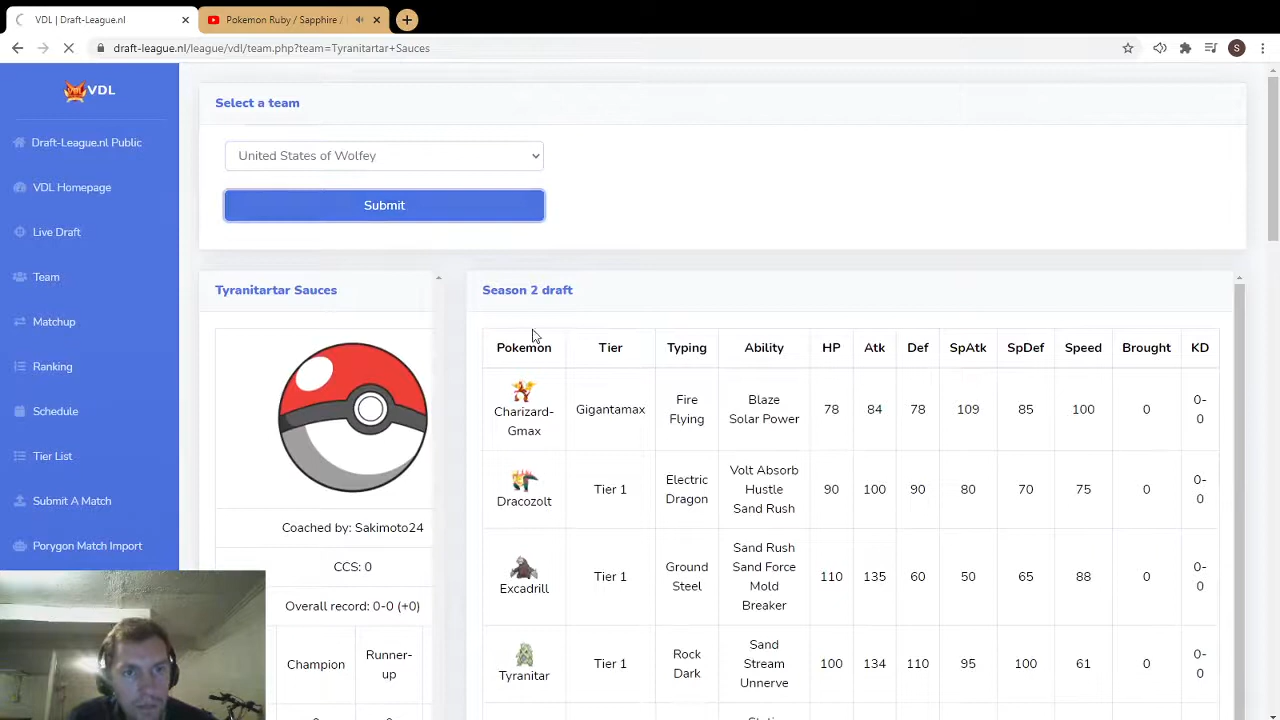 VDL | Draft-League.nl
Pokemon Ruby / Sapphire /
draft-league.nl/league/vdl/team.php?team=Tyranitartar+Sauces
S
VDL
Draft-League.nl Public
VDL Homepage
Live Draft
Team
Matchup
Ranking
Schedule
Tier List
Submit A Match
Porygon Match Import
Select a team
United States of Wolfey
Submit
Tyranitartar Sauces
Coached by: Sakimoto24
CCS: 0
Overall record: 0-0 (+0)
Champion Runner-
up
Season 2 draft
Pokemon Tier Typing Ability HP Atk Def SpAtk SpDef Speed Brought KD
Charizard-
Gmax Gigantamax Fire
Flying Blaze
Solar Power 78 84 78 109 85 100 0 0-
0
Dracozolt Tier 1 Electric
Dragon Volt Absorb
Hustle
Sand Rush 90 100 90 80 70 75 0 0-
0
Excadrill Tier 1 Ground
Steel Sand Rush
Sand Force
Mold
Breaker 110 135 60 50 65 88 0 0-
0
Tyranitar Tier 1 Rock
Dark Sand
Stream
Unnerve 100 134 110 95 100 61 0 0-
0